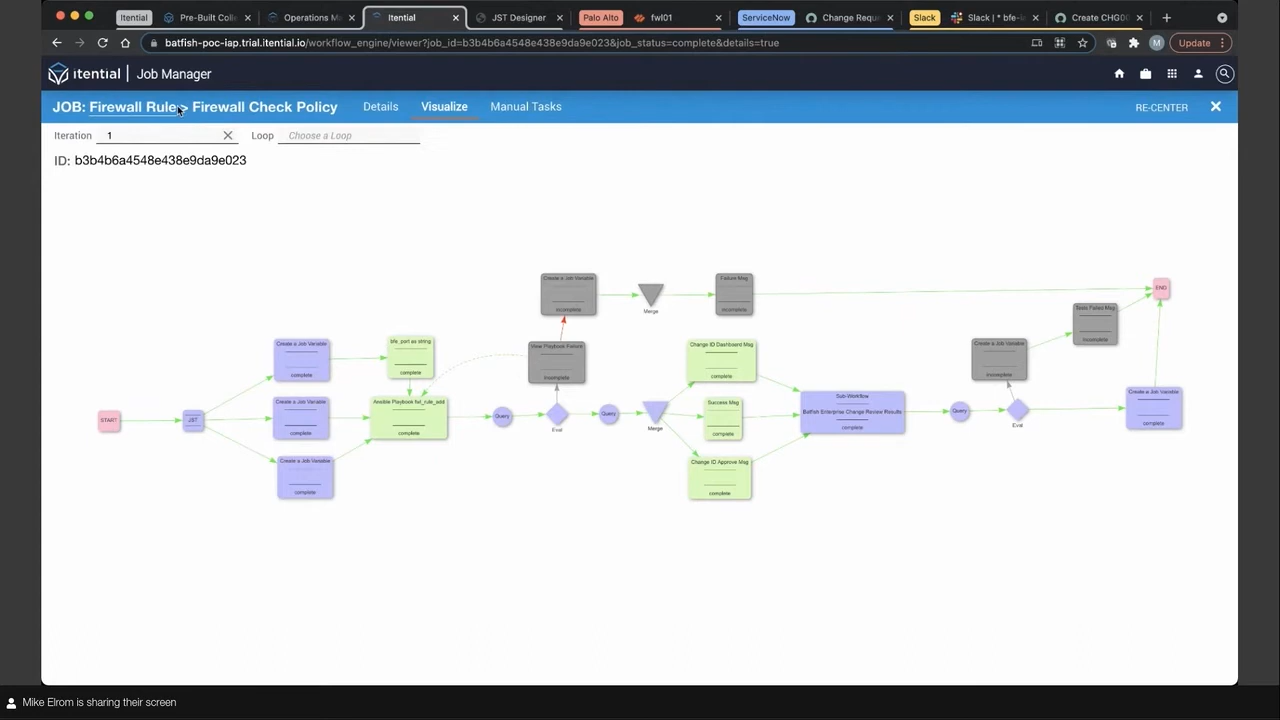 Itential
Pre-Built Coll
Operations M
Itential
JST Designer
Palo Alto
fwl01
ServiceNow
Change Requ
Slack
Slack | * bfe-
Create CHG0
batfish-poc-iap.trial.itential.io/workflow_engine/viewer?job_id=b3b4b6a4548e438e9da9e023&job_status=complete&details=true
M
Update
itential | Job Manager
JOB: Firewall Rule > Firewall Check Policy
Details
Visualize
Manual Tasks
RE-CENTER
Iteration
1
Loop
Choose a Loop
ID: b3b4b6a4548e438e9da9e023
Create a Job Variable
incomplete
Merge
Failure Msg
incomplete
END
Tests Failed Msg
incomplete
Create a Job Variable
complete
bfe_port as string
complete
View Playbook Failure
incomplete
Change ID Dashboard Msg
complete
Create a Job Variable
incomplete
START
JST
Create a Job Variable
complete
Ansible Playbook fwl_rule_add
complete
Query
Eval
Query
Merge
Success Msg
complete
Sub-Workflow
Batfish Enterprise Change Review Results
complete
Query
Eval
Create a Job Variable
complete
Create a Job Variable
complete
Change ID Approve Msg
complete
Mike Elrom is sharing their screen